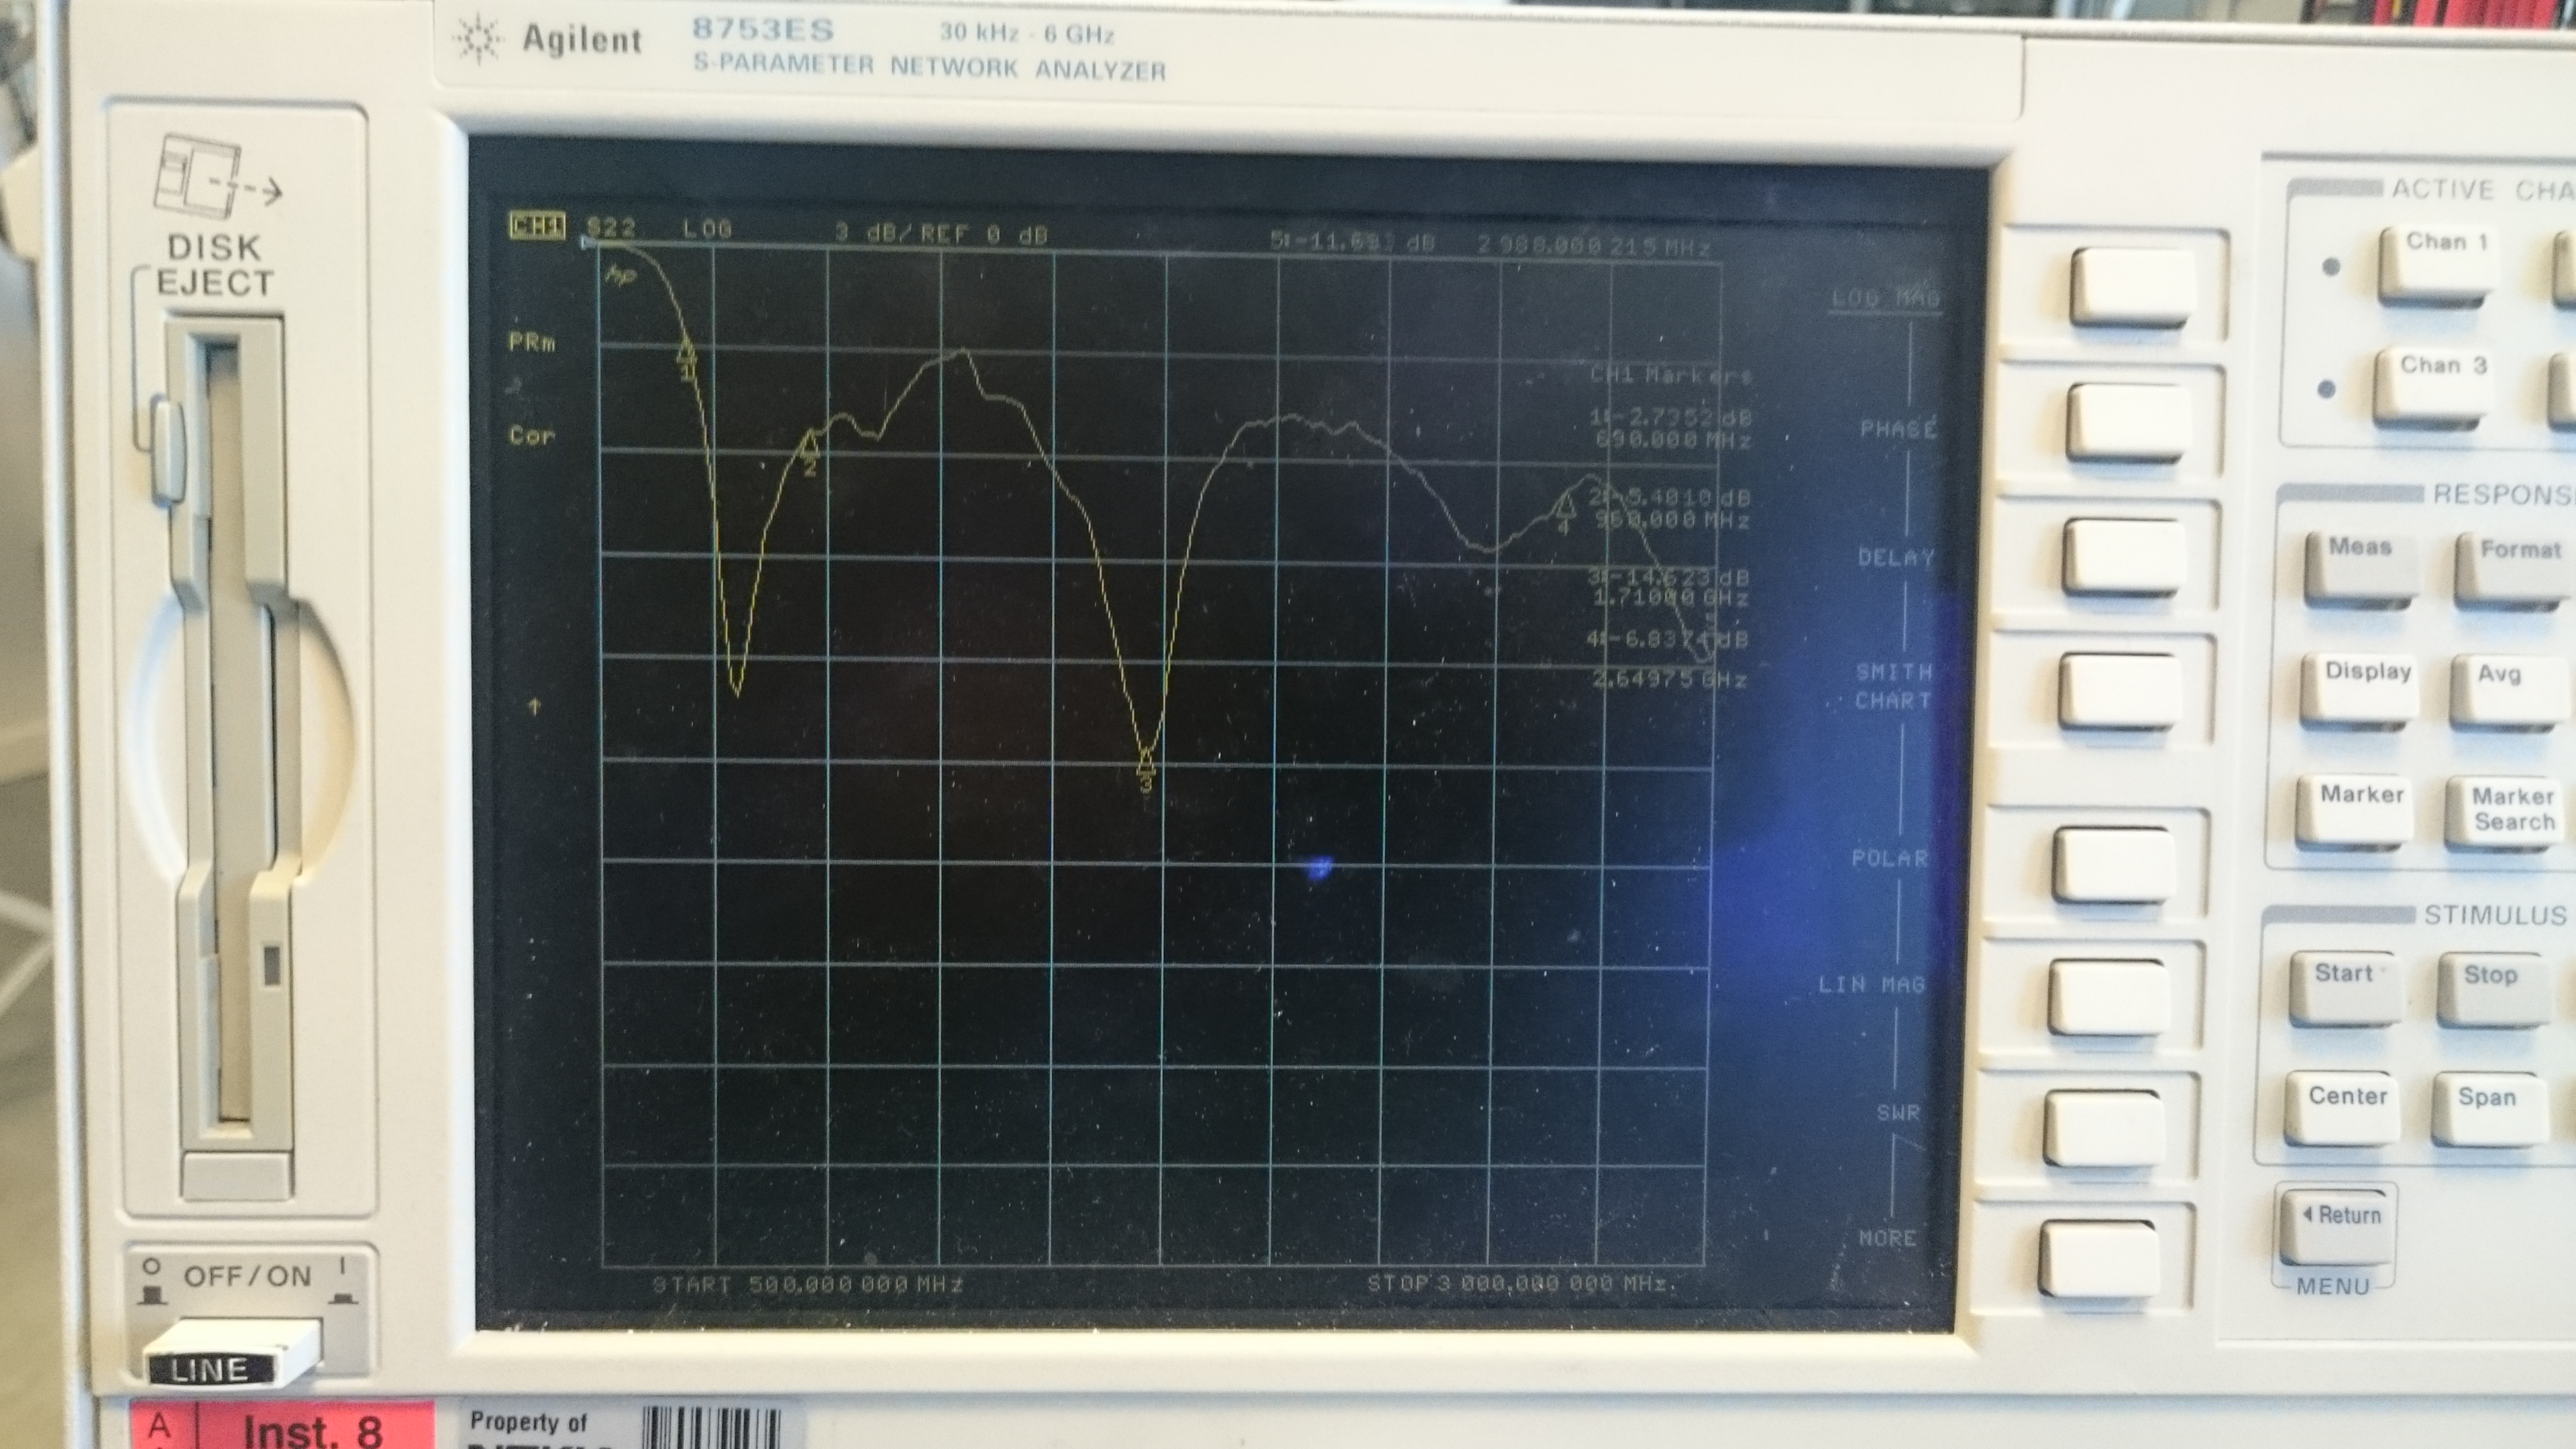 Agilent 8753ES 30 kHz - 6 GHz
S-PARAMETER NETWORK ANALYZER
DISK
EJECT
CH1 S22 LOG 3 dB/ REF 0 dB dB 2 988.000 215 MHz
hp
PRm
Cor
1
2
3
4
CH1 Markers
1:-2.7352 dB
690.000 MHz
2:-5.4010 dB
960.000 MHz
3:-14.623 dB
1.71000 GHz
4:-6.8374 dB
2.64975 GHz
START 500.000 000 MHz STOP 3 000.000 000 MHz
LOG MAG
PHASE
DELAY
SMITH
CHART
POLAR
LIN MAG
SWR
MORE
ACTIVE CHA
Chan 1
Chan 3
RESPONS
Meas Format
Display Avg
Marker Marker
Search
STIMULUS
Start Stop
Center Span
Return
MENU
O OFF/ON I
LINE
A Inst. 8
Property of